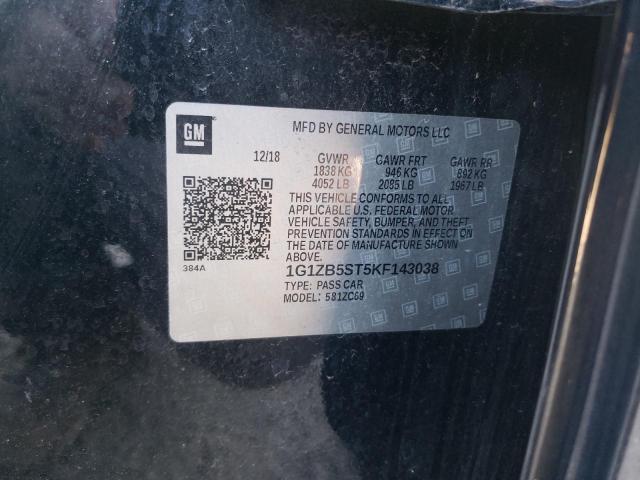 GM
MFD BY GENERAL MOTORS LLC
12/18 GVWR GAWR FRT GAWR RR
1838 KG 946 KG 892 KG
4052 LB 2085 LB 1967 LB
THIS VEHICLE CONFORMS TO ALL
APPLICABLE U.S. FEDERAL MOTOR
VEHICLE SAFETY, BUMPER, AND THEFT
PREVENTION STANDARDS IN EFFECT ON
THE DATE OF MANUFACTURE SHOWN
ABOVE.
384A 1G1ZB5ST5KF143038
TYPE: PASS CAR
MODEL: 581ZC69